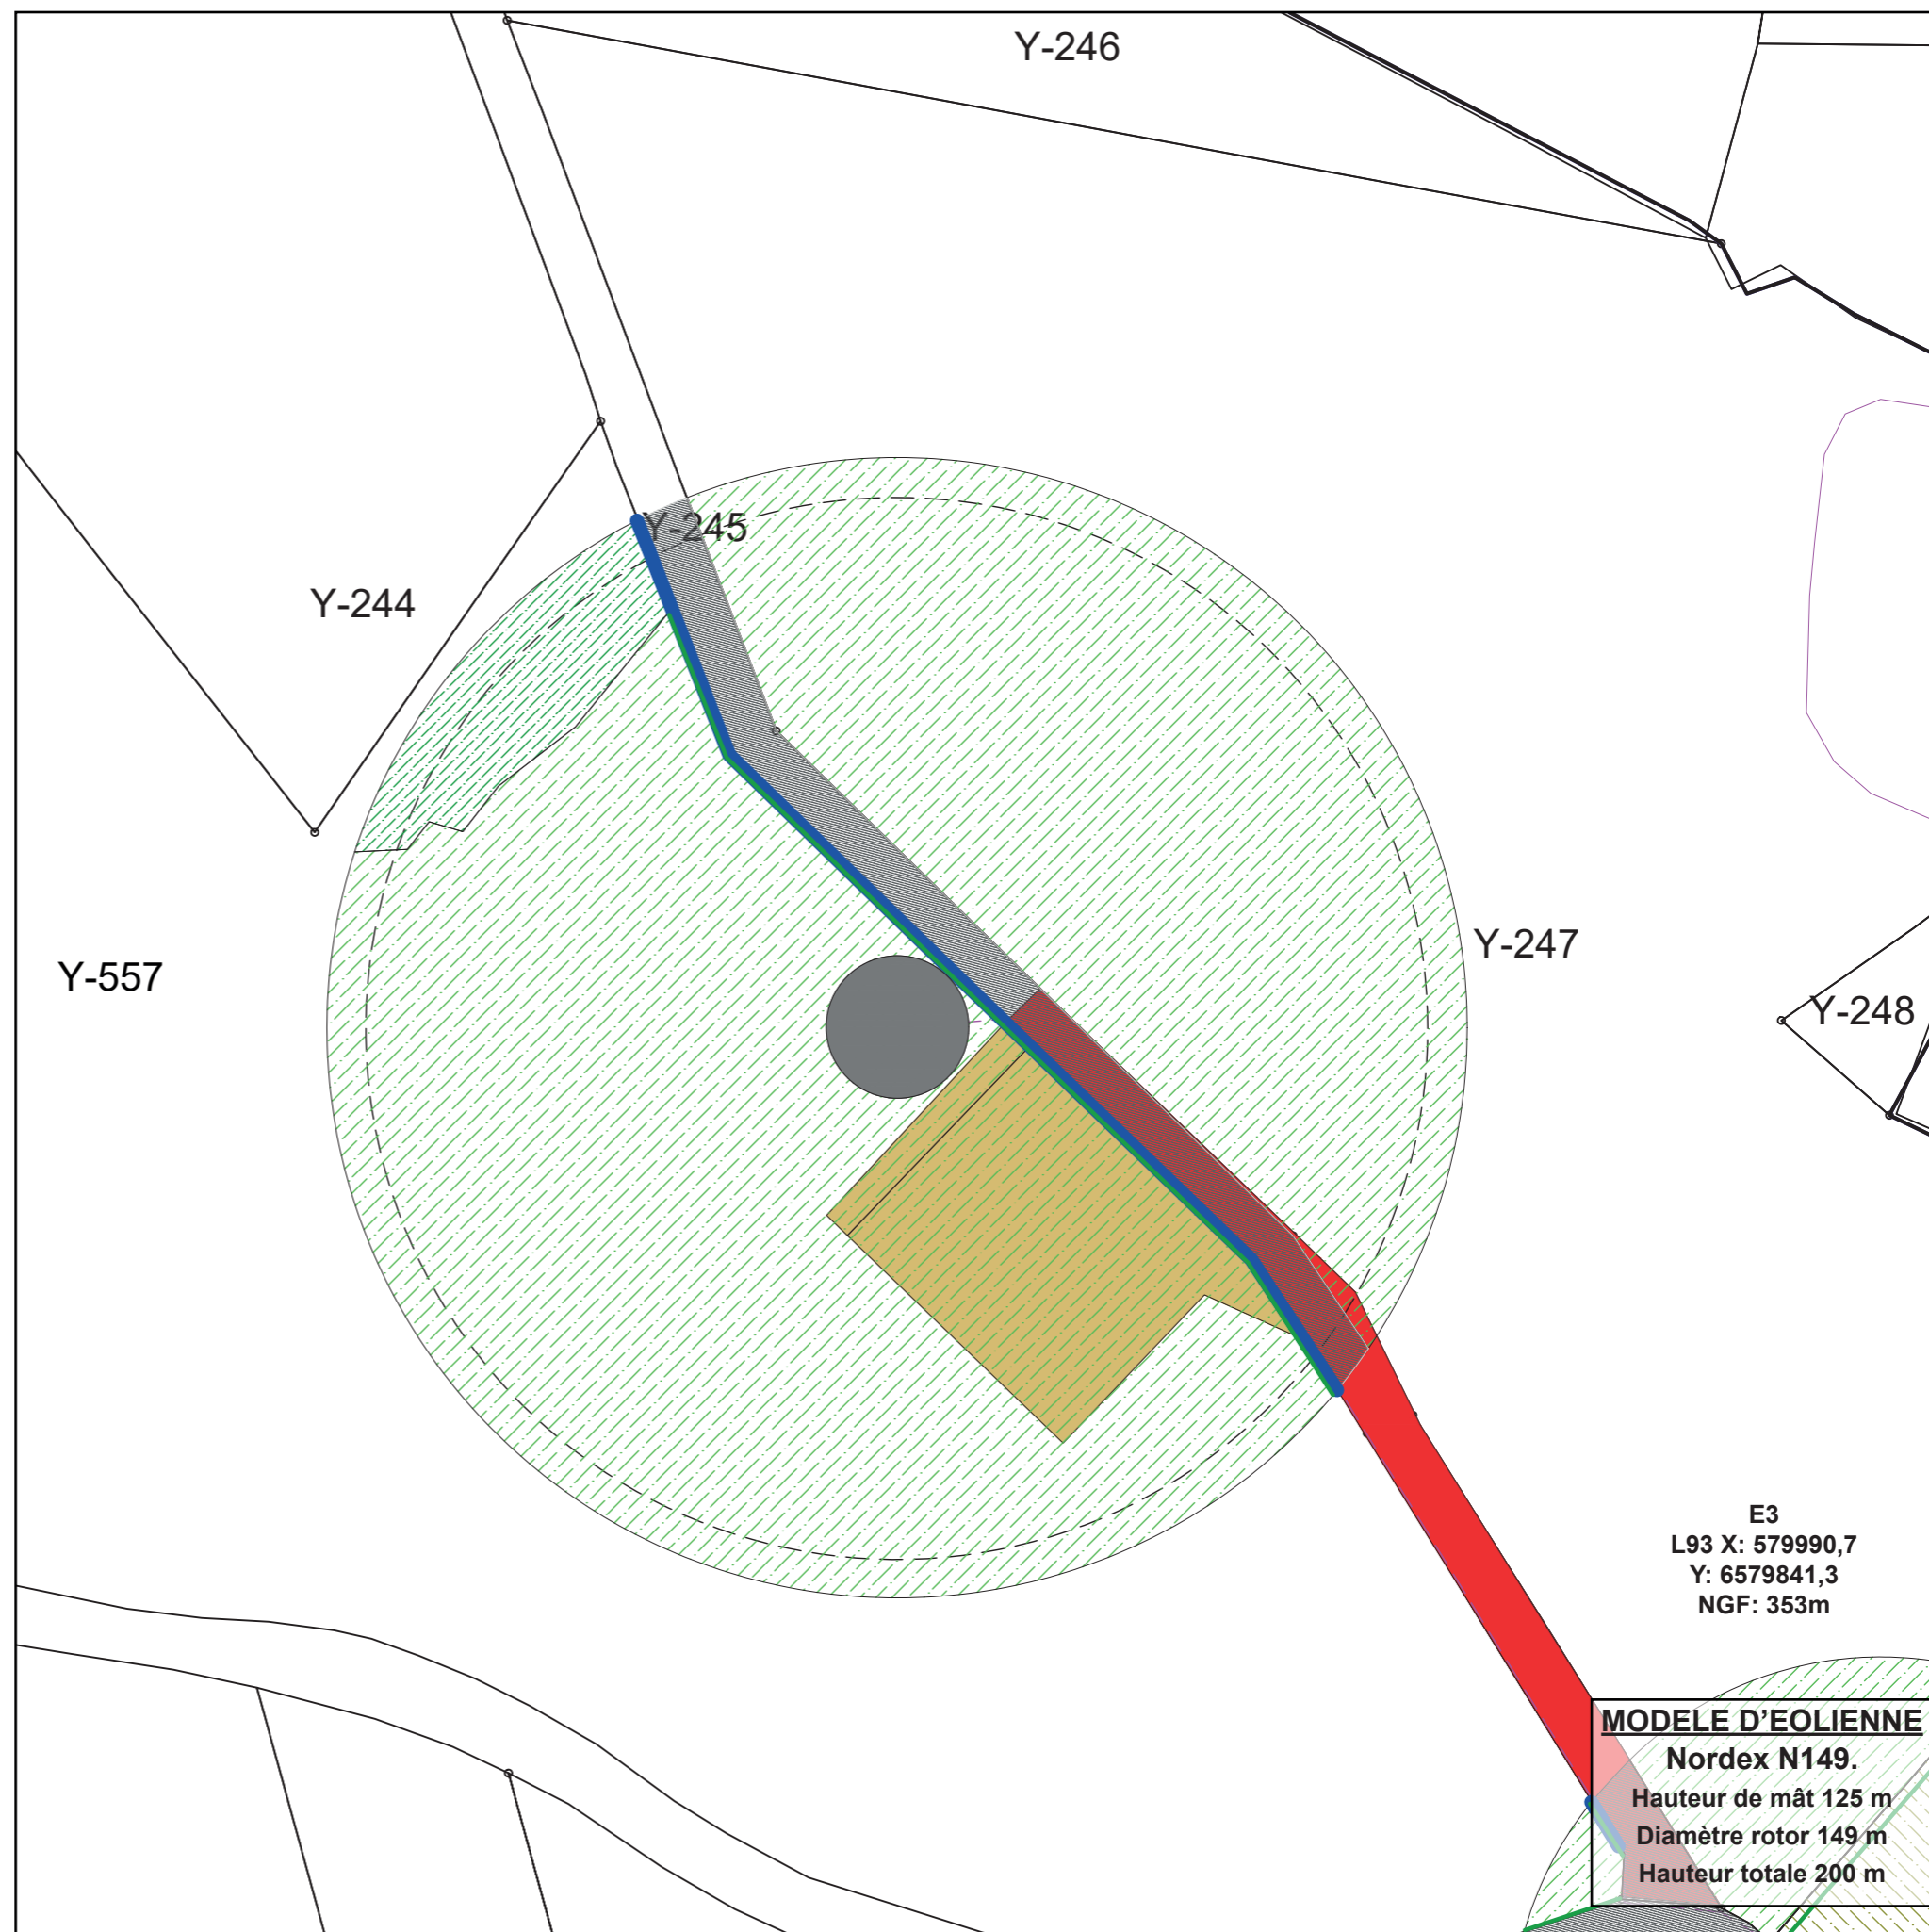 Y-246
Y-245
Y-244
Y-247
Y-557
Y-248
E3
L93 X: 579990,7
Y: 6579841,3
NGF: 353m
MODELE D'EOLIENNE
Nordex N149.
Hauteur de mât 125 m
Diamètre rotor 149 m
Hauteur totale 200 m